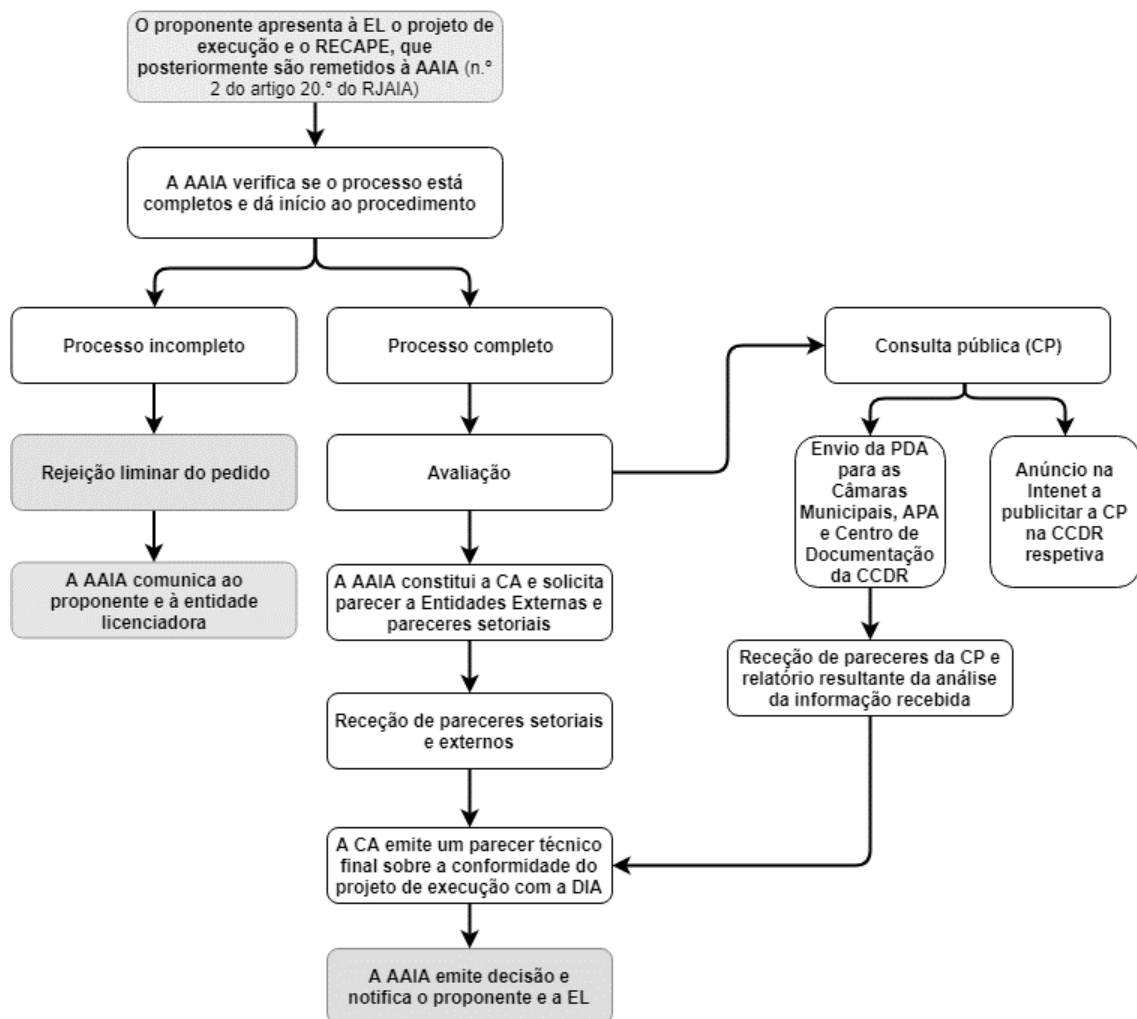 O proponente apresenta à EL o projeto de
execução e o RECAPE, que
posteriormente são remetidos à AAIA (n.º
2 do artigo 20.º do RJAIA)
A AAIA verifica se o processo está
completos e dá início ao procedimento
Processo incompleto
Processo completo
Consulta pública (CP)
Rejeição liminar do pedido
Avaliação
Envio da PDA
para as
Câmaras
Municipais, APA
e Centro de
Documentação
da CCDR
Anúncio na
Intenet a
publicitar a CP
na CCDR
respetiva
A AAIA comunica ao
proponente e à entidade
licenciadora
A AAIA constitui a CA e solicita
parecer a Entidades Externas e
pareceres setoriais
Receção de pareceres da CP e
relatório resultante da análise
da informação recebida
Receção de pareceres setoriais
e externos
A CA emite um parecer técnico
final sobre a conformidade do
projeto de execução com a DIA
A AAIA emite decisão e
notifica o proponente e a EL